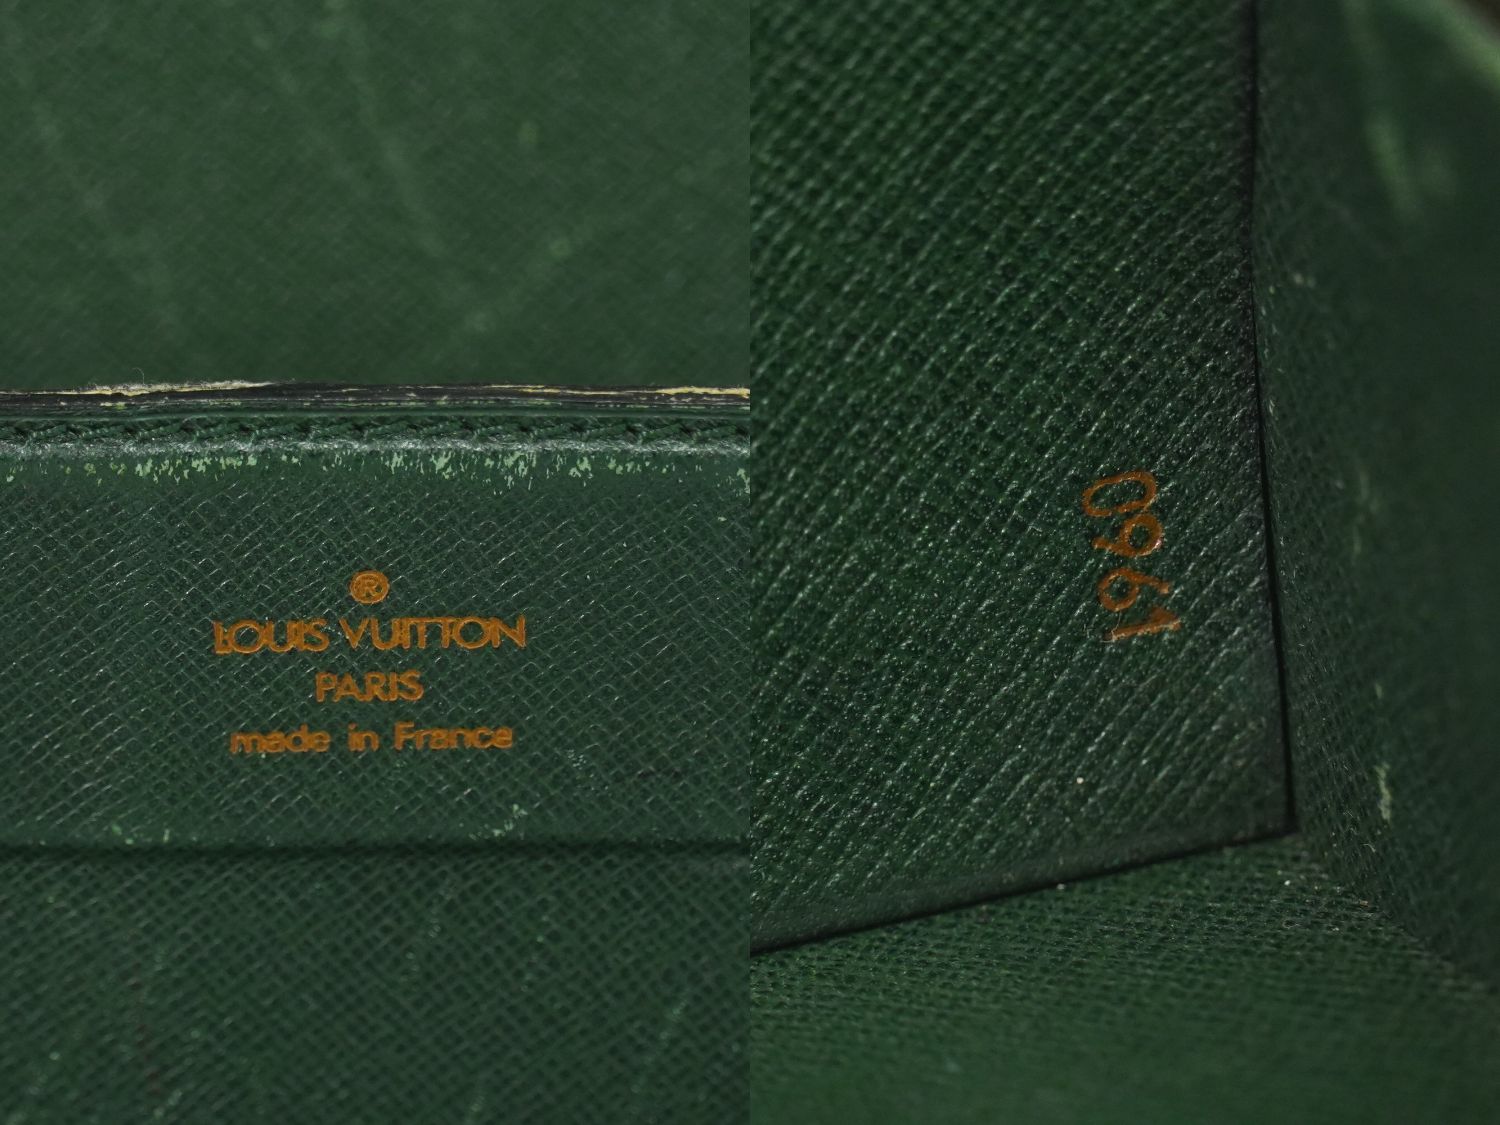 ®
LOUIS VUITTON
PARIS
made in France
0961